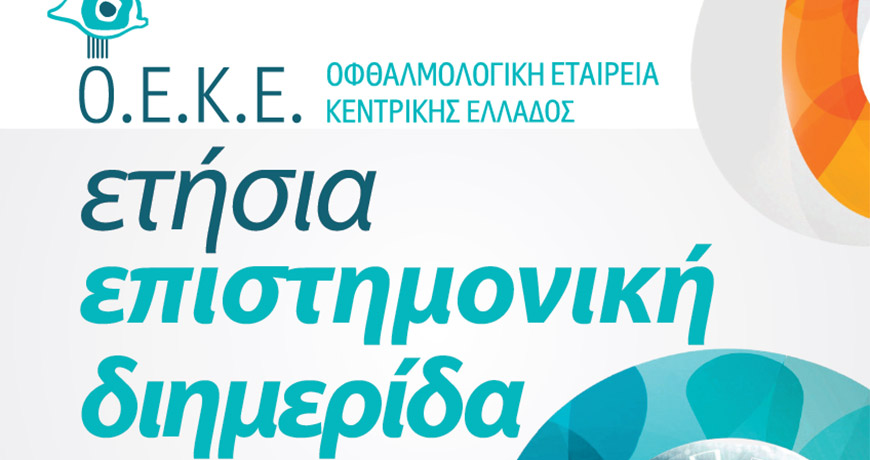 Ο.Ε.Κ.Ε.
ΟΦΘΑΛΜΟΛΟΓΙΚΗ ΕΤΑΙΡΕΙΑ
ΚΕΝΤΡΙΚΗΣ ΕΛΛΑΔΟΣ
ετήσια
επιστημονική
διημερίδα